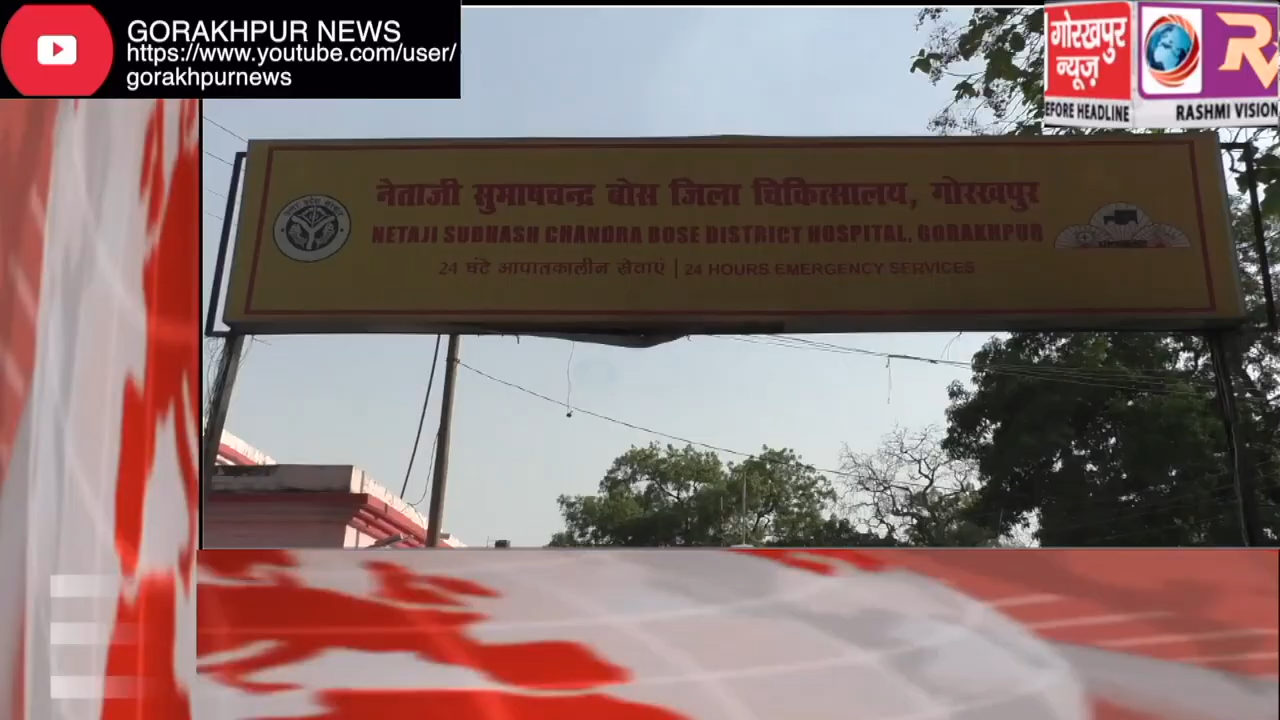 GORAKHPUR NEWS
https://www.youtube.com/user/
gorakhpurnews
गोरखपुर
न्यूज़
EFORE HEADLINE
RASHMI VISION
नेताजी सुभाषचन्द्र बोस जिला चिकित्सालय, गोरखपुर
NETAJI SUBHASH CHANDRA BOSE DISTRICT HOSPITAL, GORAKHPUR
24 घंटे आपातकालीन सेवाएं | 24 HOURS EMERGENCY SERVICES